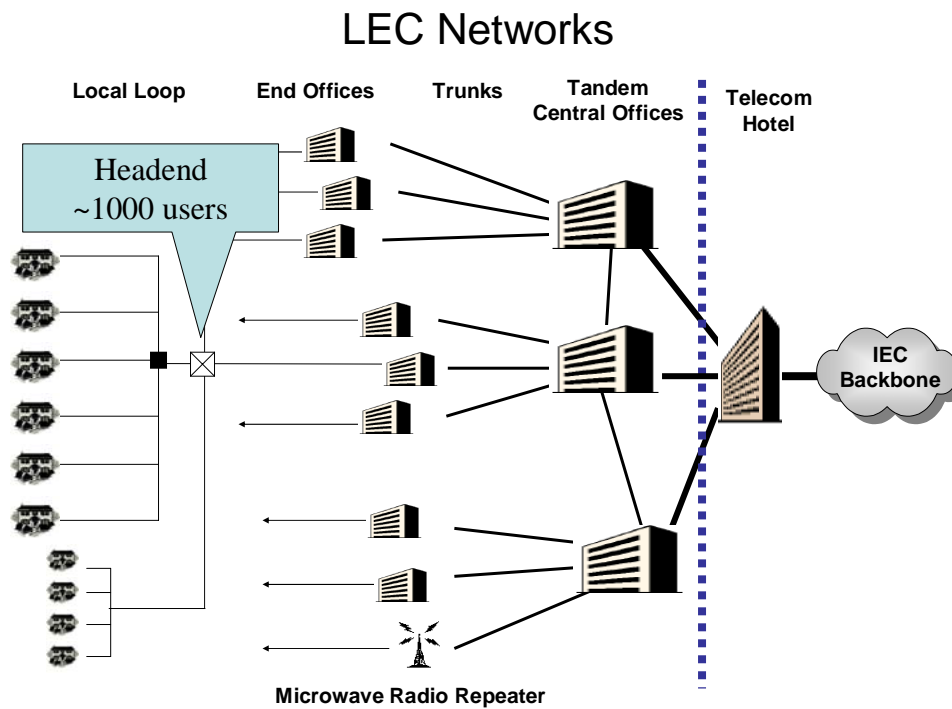 LEC Networks
Local Loop
End Offices
Trunks
Tandem
Central Offices
Telecom
Hotel
Headend
~1000 users
IEC
Backbone
Microwave Radio Repeater